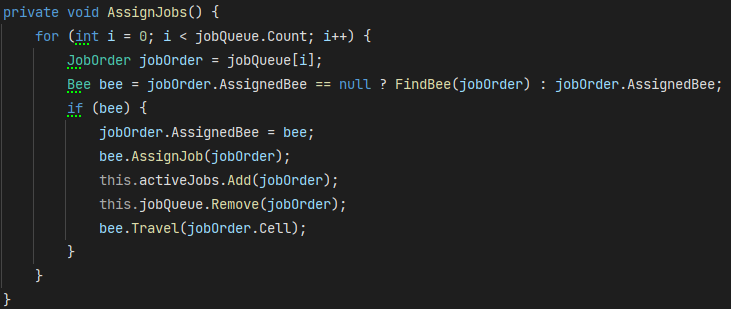 private void AssignJobs() {
    for (int i = 0; i < jobQueue.Count; i++) {
        JobOrder jobOrder = jobQueue[i];
        Bee bee = jobOrder.AssignedBee == null ? FindBee(jobOrder) : jobOrder.AssignedBee;
        if (bee) {
            jobOrder.AssignedBee = bee;
            bee.AssignJob(jobOrder);
            this.activeJobs.Add(jobOrder);
            this.jobQueue.Remove(jobOrder);
            bee.Travel(jobOrder.Cell);
        }
    }
}